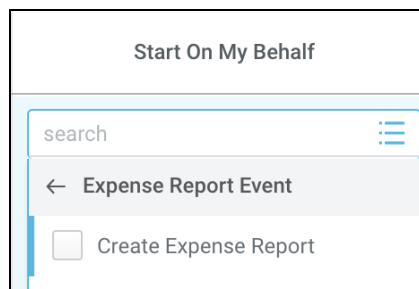 Start On My Behalf
search
← Expense Report Event
Create Expense Report